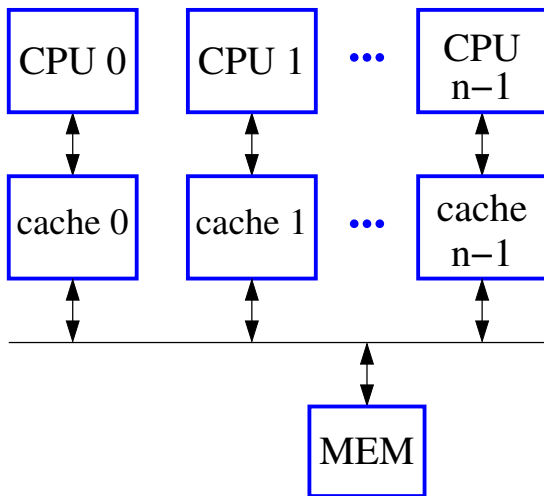 CPU 0
CPU 1
...
CPU
n−1
cache 0
cache 1
...
cache
n−1
MEM